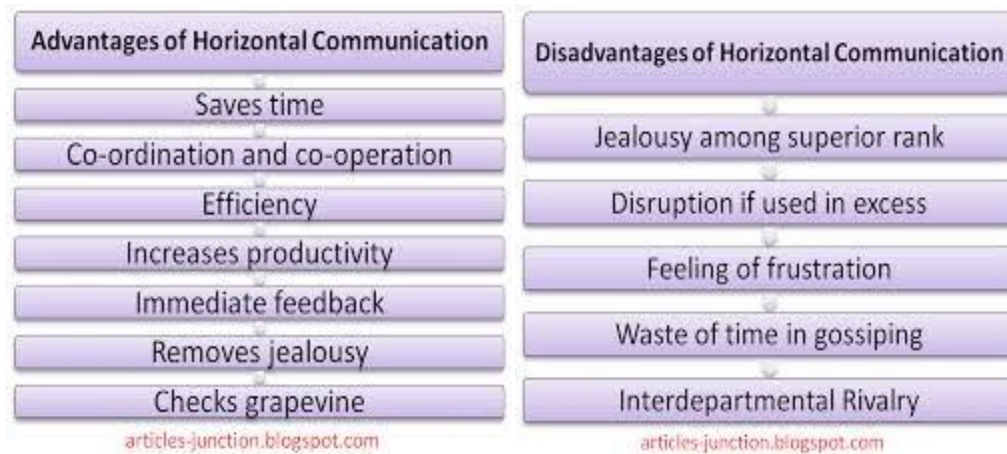 Advantages of Horizontal Communication
Saves time
Co-ordination and co-operation
Efficiency
Increases productivity
Immediate feedback
Removes jealousy
Checks grapevine
articles-junction.blogspot.com
Disadvantages of Horizontal Communication
Jealousy among superior rank
Disruption if used in excess
Feeling of frustration
Waste of time in gossiping
Interdepartmental Rivalry
articles-junction.blogspot.com